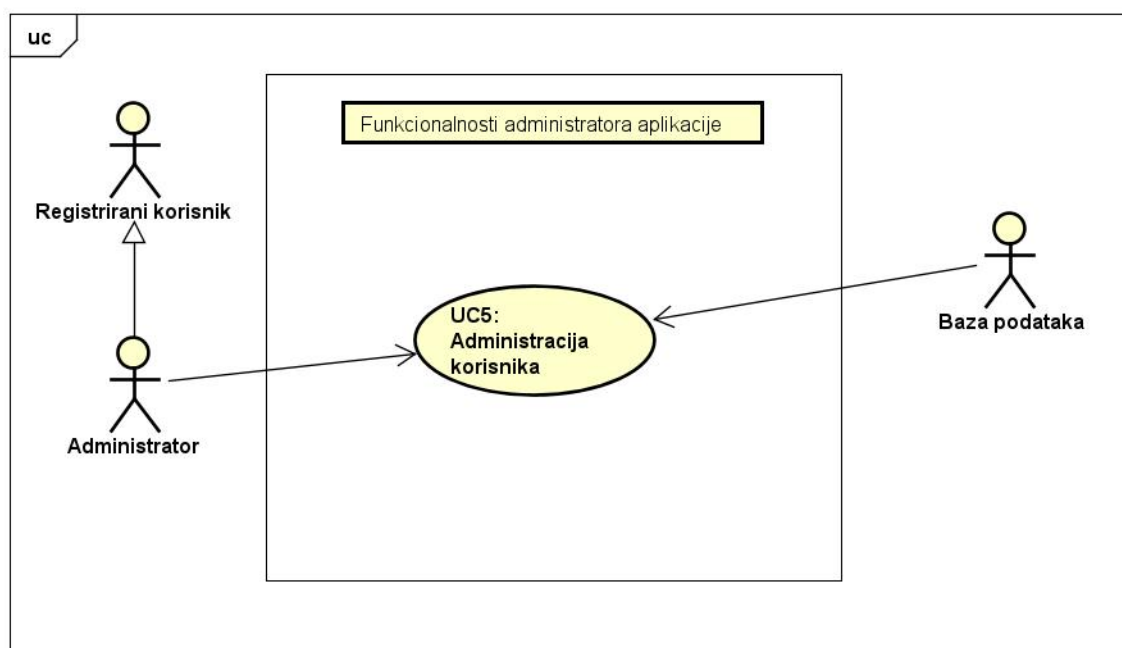 uc
Funkcionalnosti administratora aplikacije
Registrirani korisnik
UC5:
Administracija
korisnika
Baza podataka
Administrator